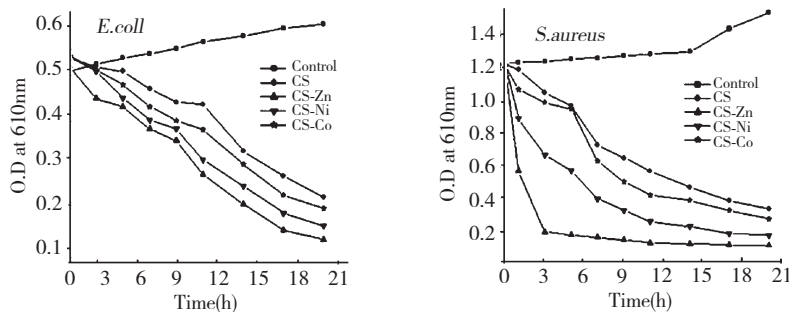 E.coll
0.6
0.5
0.4
0.3
0.2
0.1
O.D at 610nm
Control
CS
CS-Zn
CS-Ni
CS-Co
0 3 6 9 12 15 18 21
Time(h)
S.aureus
1.4
1.2
1.0
0.8
0.6
0.4
0.2
O.D at 610nm
Control
CS
CS-Zn
CS-Ni
CS-Co
0 3 6 9 12 15 18 21
Time(h)